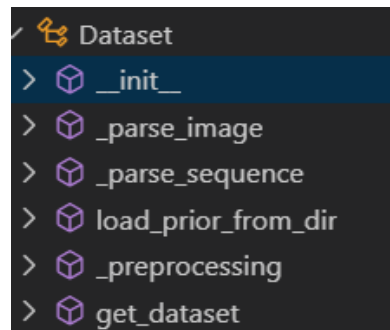 Dataset
__init__
_parse_image
_parse_sequence
load_prior_from_dir
_preprocessing
get_dataset